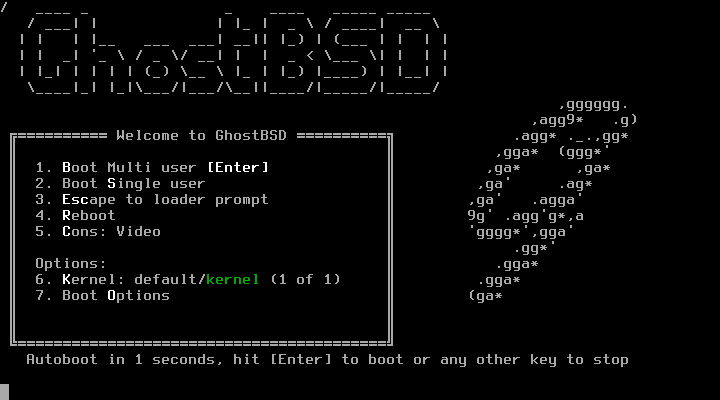 GhostBSD
Welcome to GhostBSD
1. Boot Multi user [Enter]
2. Boot Single user
3. Escape to loader prompt
4. Reboot
5. Cons: Video
Options:
6. Kernel: default/kernel (1 of 1)
7. Boot Options
Autoboot in 1 seconds, hit [Enter] to boot or any other key to stop